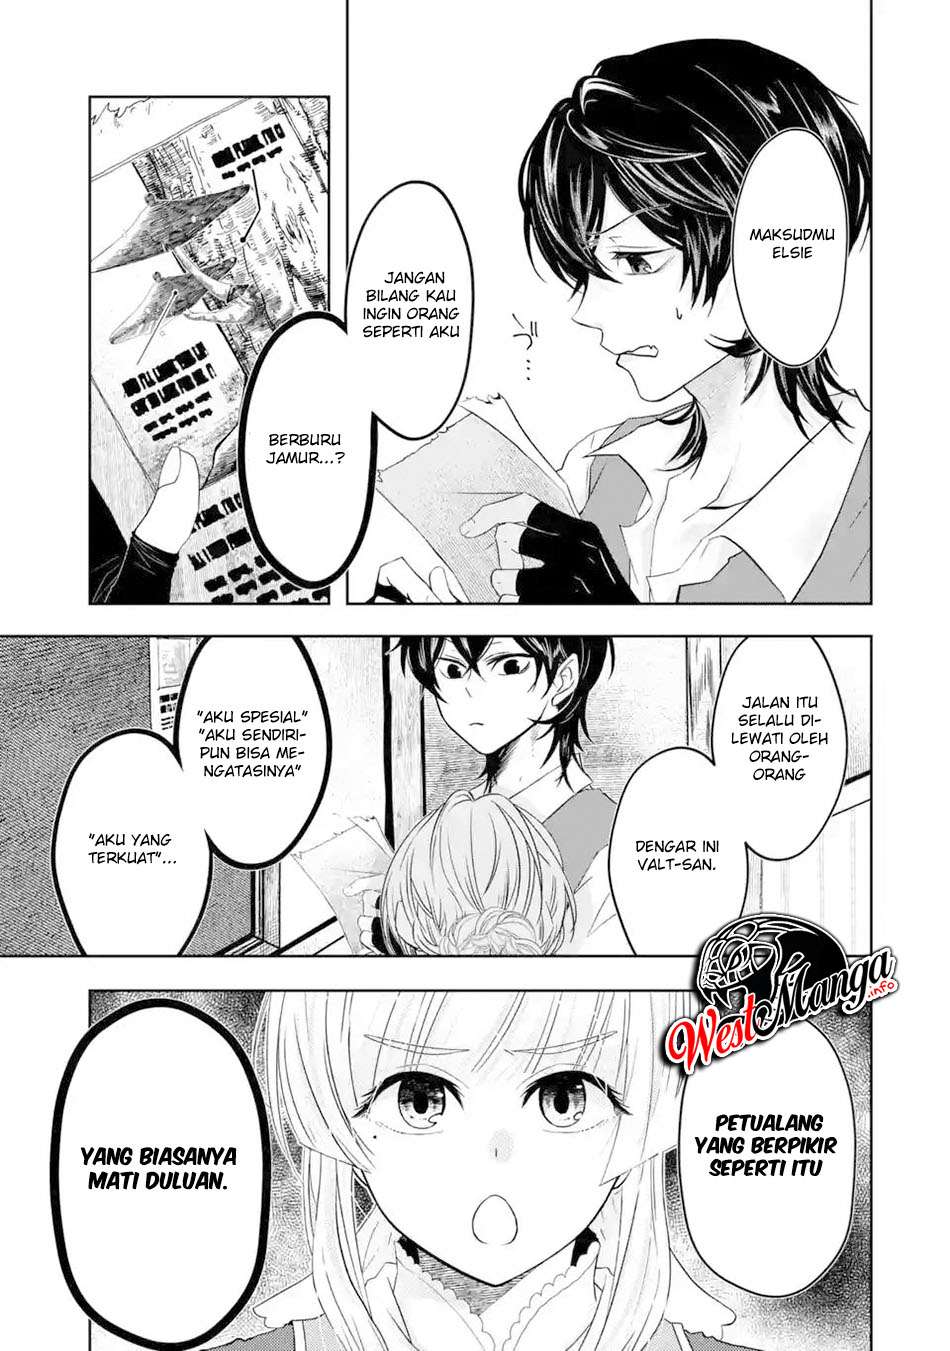 MAKSUDMU
ELSIE
JANGAN
BILANG KAU
INGIN ORANG
SEPERTI AKU
BERBURU
JAMUR...?
JALAN ITU
SELALU DI-
LEWATI OLEH
ORANG-
ORANG
DENGAR INI
VALT-SAN.
"AKU SPESIAL"
"AKU SENDIRI-
PUN BISA ME-
NGATASINYA"
"AKU YANG
TERKUAT"...
WestManga
.info
PETUALANG
YANG BERPIKIR
SEPERTI ITU
YANG BIASANYA
MATI DULUAN.